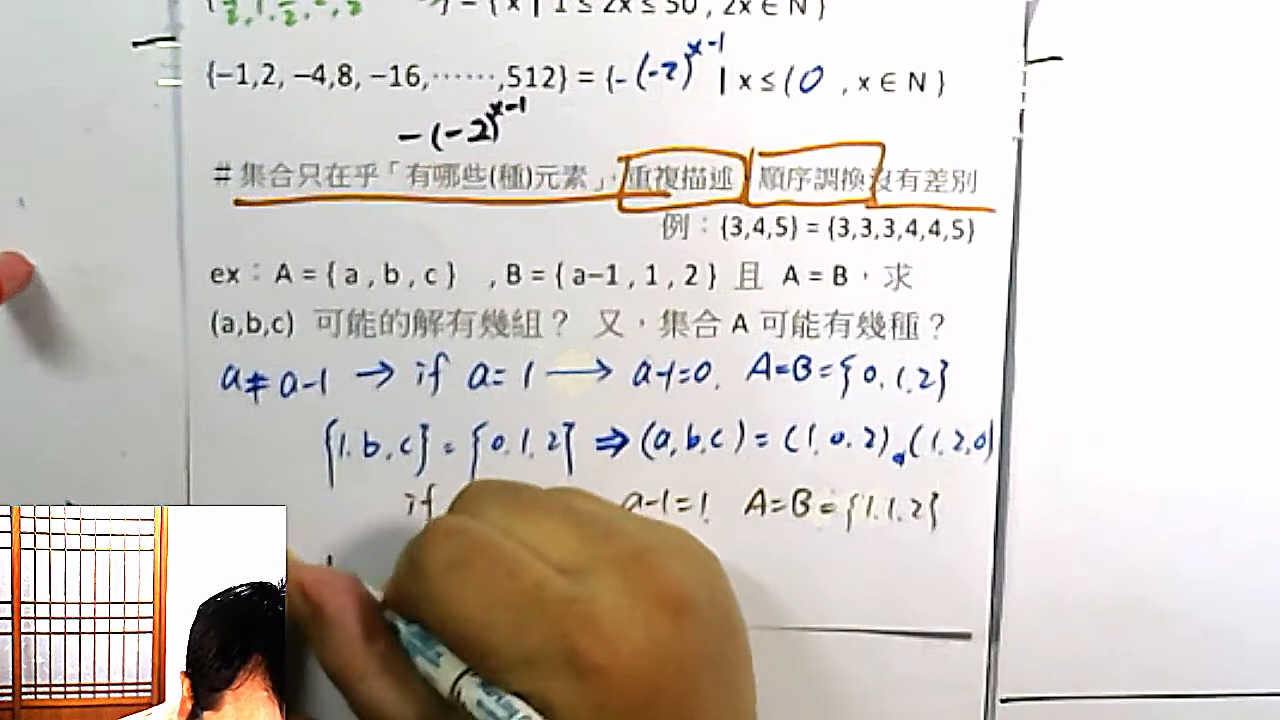 = { x | 1 ≤ 2x ≤ 50 , 2x ∈ N }
{−1,2, −4,8, −16,⋯⋯,512} = {-(-2)^{x-1} | x ≤ 10 , x ∈ N }
-(-2)^{x-1}
# 集合只在乎「有哪些(種)元素」，重複描述、順序調換沒有差別
例：{3,4,5} = {3,3,3,4,4,5}
ex：A = { a , b , c } , B = { a−1 , 1 , 2 } 且 A = B，求
(a,b,c) 可能的解有幾組？ 又，集合 A 可能有幾種？
a≠a-1 → if a=1 → a-1=0. A=B={0.1.2}
{1.b.c}={0.1.2} ⇒ (a,b,c)=(1.0.2),(1.2.0)
if a-1=1. A=B={1.1.2}